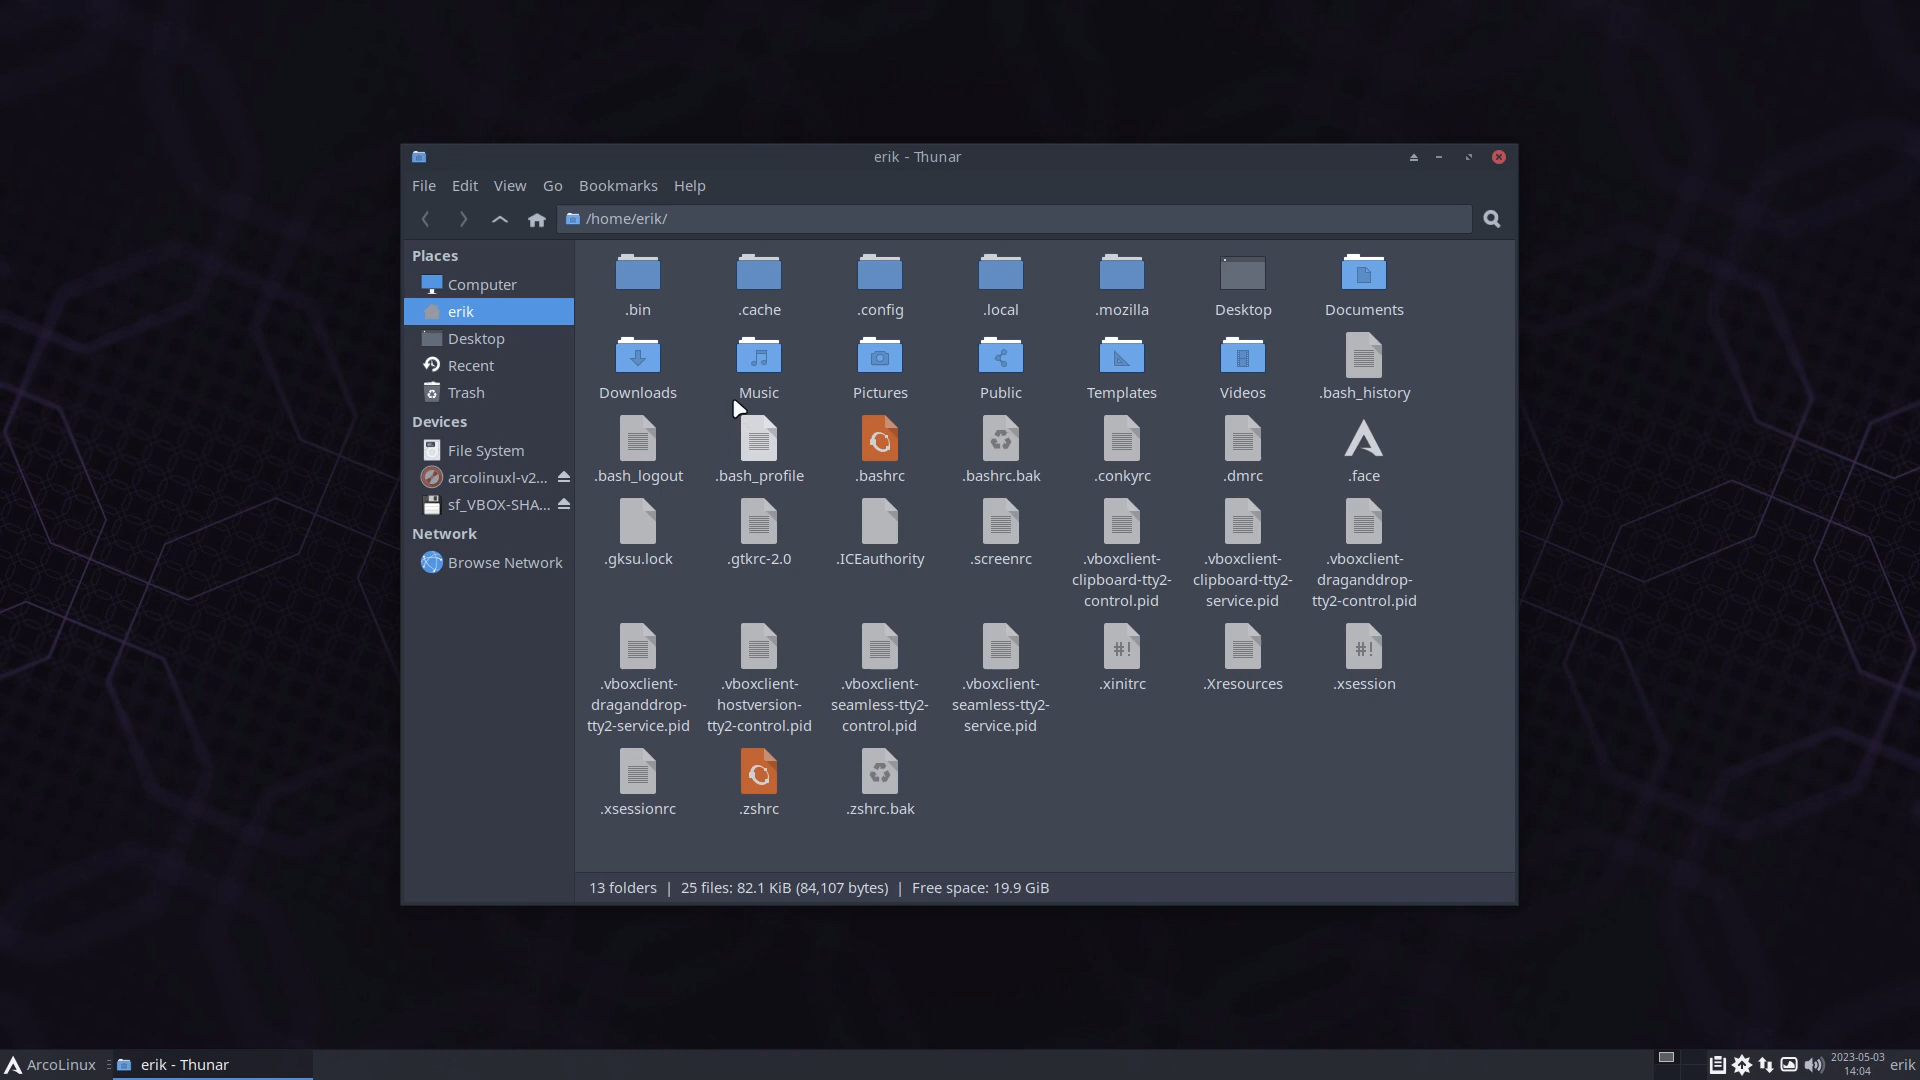 erik - Thunar
File Edit View Go Bookmarks Help
/home/erik/
Places
Computer
erik
Desktop
Recent
Trash
Devices
File System
arcolinuxl-v2...
sf_VBOX-SHA...
Network
Browse Network
.bin .cache .config .local .mozilla Desktop Documents
Downloads Music Pictures Public Templates Videos .bash_history
.bash_logout .bash_profile .bashrc .bashrc.bak .conkyrc .dmrc .face
.gksu.lock .gtkrc-2.0 .ICEauthority .screenrc .vboxclient- .vboxclient- .vboxclient-
clipboard-tty2- clipboard-tty2- draganddrop-
control.pid service.pid tty2-control.pid
.vboxclient- .vboxclient- .vboxclient- .vboxclient- .xinitrc .Xresources .xsession
draganddrop- hostversion- seamless-tty2- seamless-tty2-
tty2-service.pid tty2-control.pid control.pid service.pid
.xsessionrc .zshrc .zshrc.bak
13 folders | 25 files: 82.1 KiB (84,107 bytes) | Free space: 19.9 GiB
ArcoLinux erik - Thunar
2023-05-03
14:04
erik